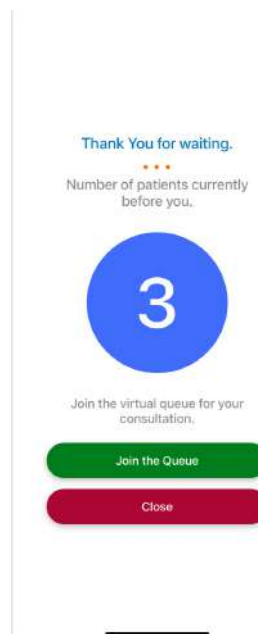 Thank You for waiting.
Number of patients currently
before you.
3
Join the virtual queue for your
consultation.
Join the Queue
Close